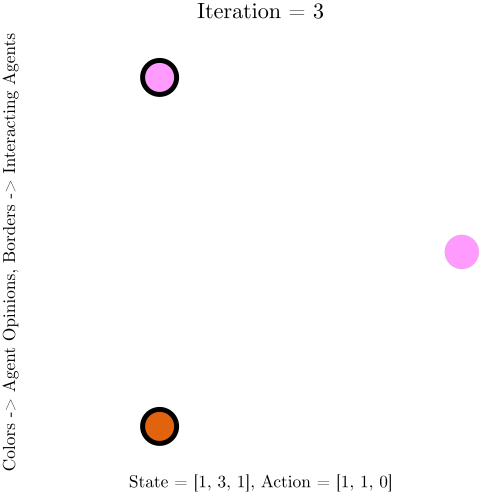 Iteration = 3
Colors -> Agent Opinions, Borders -> Interacting Agents
State = [1, 3, 1], Action = [1, 1, 0]